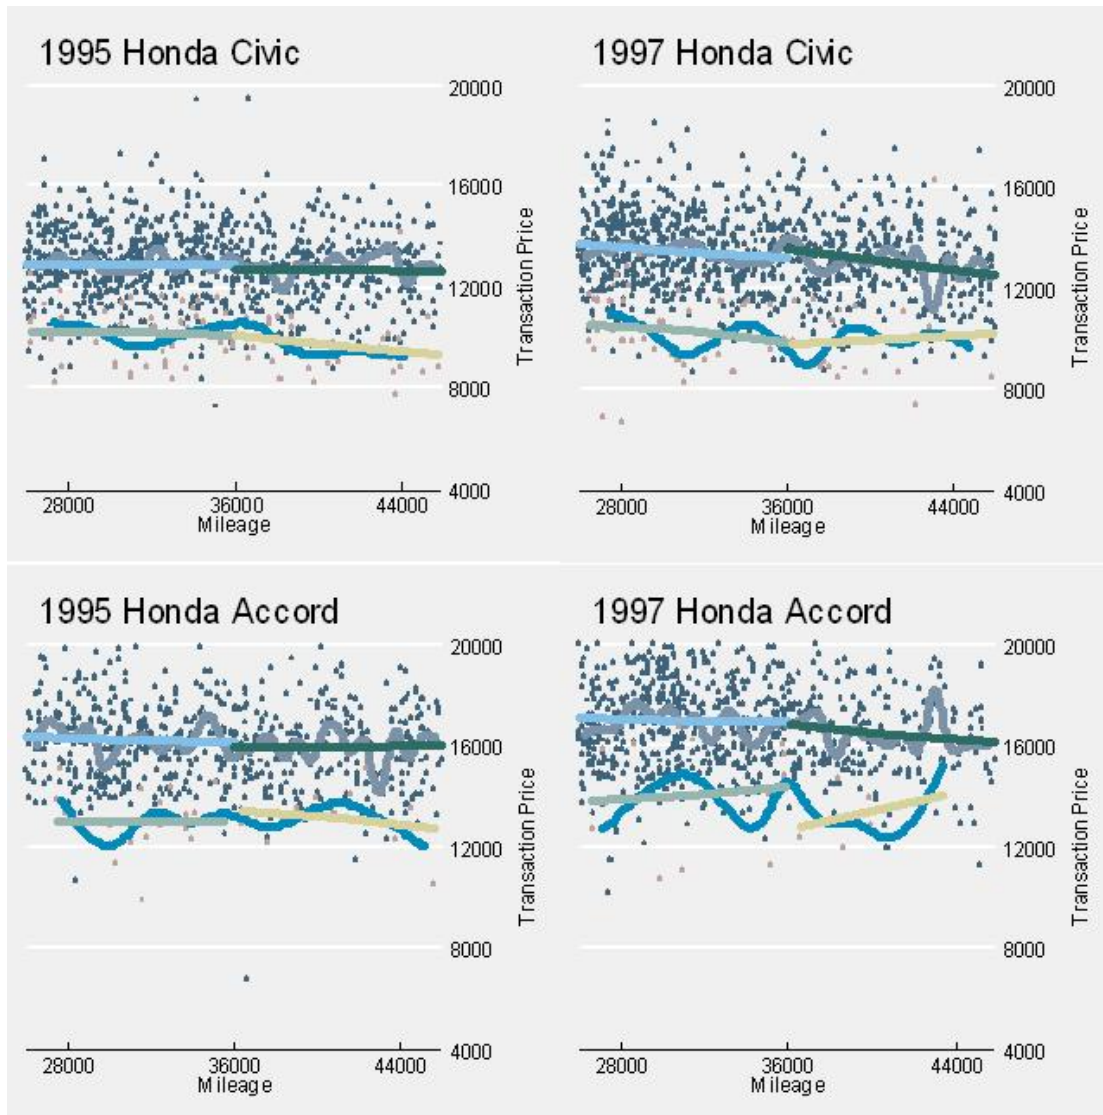 1995 Honda Civic
20000
16000
12000
8000
4000
Transaction Price
28000 36000 44000
Mileage
1997 Honda Civic
20000
16000
12000
8000
4000
Transaction Price
28000 36000 44000
Mileage
1995 Honda Accord
20000
16000
12000
8000
4000
Transaction Price
28000 36000 44000
Mileage
1997 Honda Accord
20000
16000
12000
8000
4000
Transaction Price
28000 36000 44000
Mileage